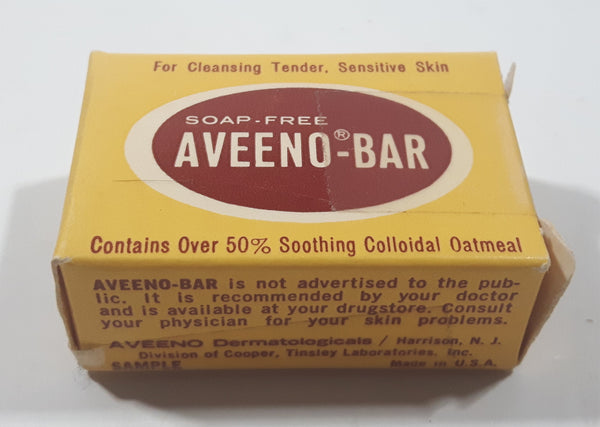 For Cleansing Tender, Sensitive Skin
SOAP-FREE
AVEENO®-BAR
Contains Over 50% Soothing Colloidal Oatmeal
AVEENO-BAR is not advertised to the pub-
lic. It is recommended by your doctor
and is available at your drugstore. Consult
your physician for your skin problems.
AVEENO Dermatologicals / Harrison, N. J.
Division of Cooper, Tinsley Laboratories, Inc.
SAMPLE Made in U.S.A.